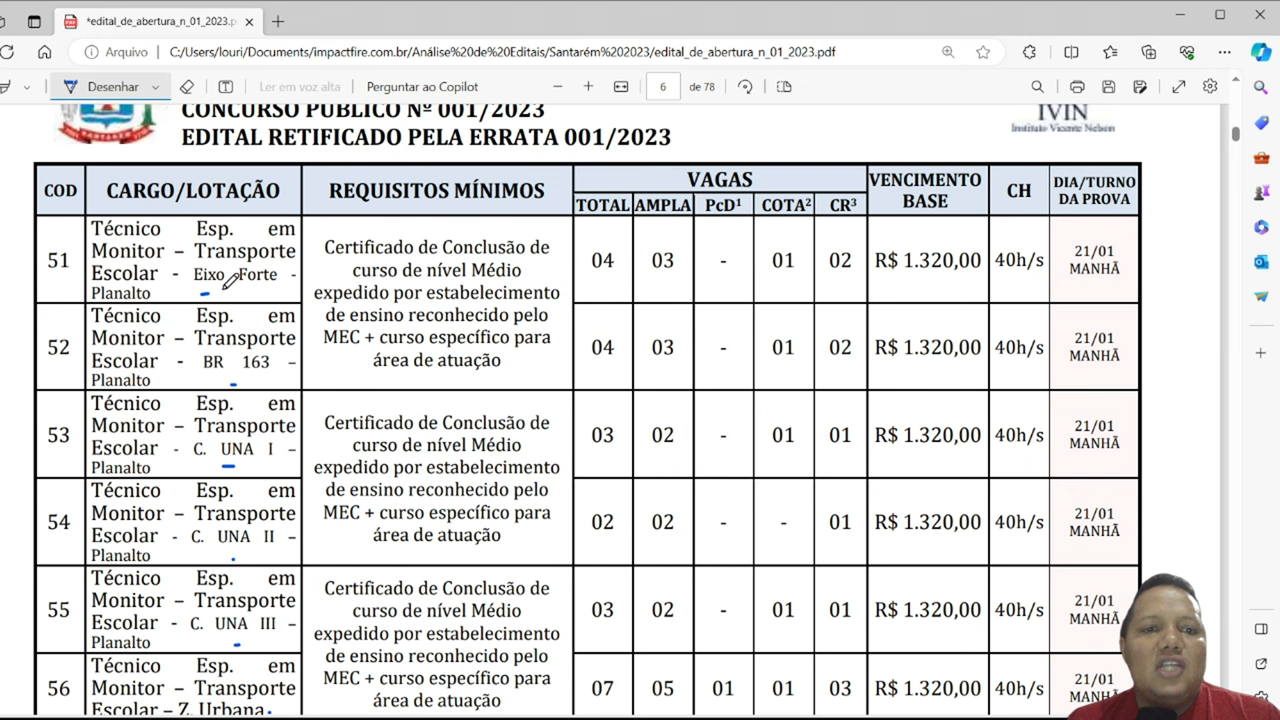 *edital_de_abertura_n_01_2023.p
Arquivo C:/Users/louri/Documents/impactfire.com.br/Análise%20de%20Editais/Santarém%202023/edital_de_abertura_n_01_2023.pdf
Desenhar Ler em voz alta Perguntar ao Copilot 6 de 78
CONCURSO PÚBLICO Nº 001/2023
EDITAL RETIFICADO PELA ERRATA 001/2023
SANTARÉM
IVIN
Instituto Vicente Nelson
COD CARGO/LOTAÇÃO REQUISITOS MÍNIMOS VAGAS VENCIMENTO BASE CH DIA/TURNO DA PROVA
TOTAL AMPLA PcD¹ COTA² CR³
51
Técnico Esp. em
Monitor – Transporte
Escolar - Eixo Forte -
Planalto
Certificado de Conclusão de
curso de nível Médio
expedido por estabelecimento
de ensino reconhecido pelo
MEC + curso específico para
área de atuação
04 03 - 01 02 R$ 1.320,00 40h/s 21/01
MANHÃ
52
Técnico Esp. em
Monitor – Transporte
Escolar - BR 163 –
Planalto
04 03 - 01 02 R$ 1.320,00 40h/s 21/01
MANHÃ
53
Técnico Esp. em
Monitor – Transporte
Escolar - C. UNA I –
Planalto
Certificado de Conclusão de
curso de nível Médio
expedido por estabelecimento
de ensino reconhecido pelo
MEC + curso específico para
área de atuação
03 02 - 01 01 R$ 1.320,00 40h/s 21/01
MANHÃ
54
Técnico Esp. em
Monitor – Transporte
Escolar - C. UNA II –
Planalto
02 02 - - 01 R$ 1.320,00 40h/s 21/01
MANHÃ
55
Técnico Esp. em
Monitor – Transporte
Escolar - C. UNA III –
Planalto
Certificado de Conclusão de
curso de nível Médio
expedido por estabelecimento
de ensino reconhecido pelo
MEC + curso específico para
área de atuação
03 02 - 01 01 R$ 1.320,00 40h/s 21/01
MANHÃ
56
Técnico Esp. em
Monitor – Transporte
Escolar – Z. Urbana
07 05 01 01 03 R$ 1.320,00 40h/s 21/01
MANHÃ